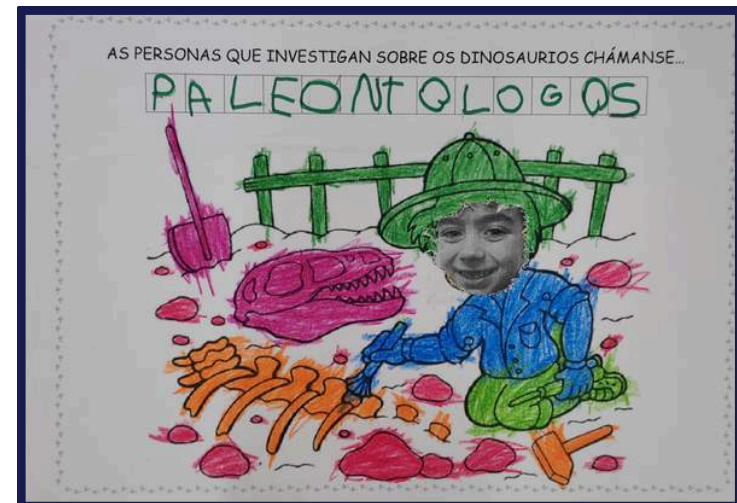 AS PERSONAS QUE INVESTIGAN SOBRE OS DINOSAURIOS CHÁMANSE...
PALEONTOLOGOS